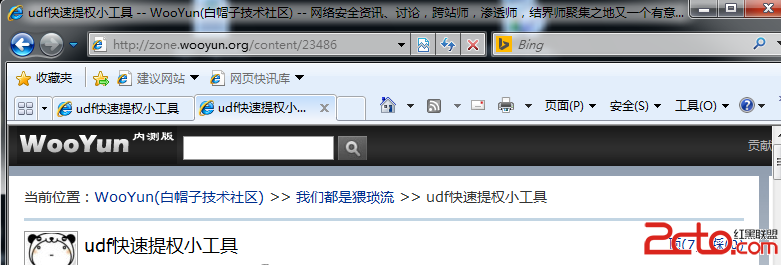 udf快速提权小工具 -- WooYun(白帽子技术社区) -- 网络安全资讯、讨论，跨站师，渗透师，结界师聚集之地又一个有意...
http://zone.wooyun.org/content/23486
Bing
收藏夹 建议网站 网页快讯库
udf快速提权小工具 udf快速提权小... 页面(P) 安全(S) 工具(O)
WooYun 内测版 贡献
当前位置：WooYun(白帽子技术社区) >> 我们都是猥琐流 >> udf快速提权小工具
udf快速提权小工具
顶(7)
2cto.com 红黑联盟